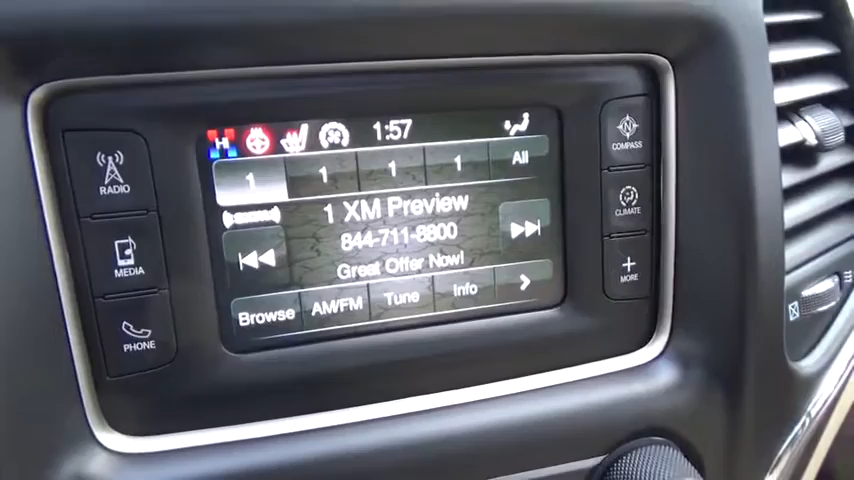 H 1:57
1 1 1 1 All
1 XM Preview
844-711-8800
Great Offer Now!
Browse AM/FM Tune Info
RADIO
MEDIA
PHONE
N
COMPASS
CLIMATE
MORE